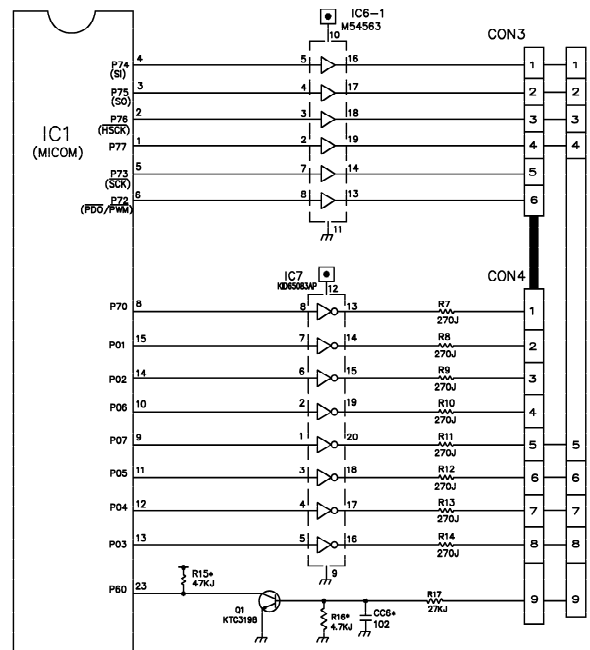 IC6-1
M54563
10
CON3
P74 4 5 16 1 1
(SI)
P75 3 4 17 2 2
(SO)
P76 2 3 18 3 3
(HSCK)
P77 1 2 19 4 4
IC1
(MICOM)
P73 5 7 14 5
(SCK)
P72 6 8 13 6
(PDO/PWM)
11
IC7
KID65083AP
12
CON4
P70 8 8 13 R7 1
270J
P01 15 7 14 R8 2
270J
P02 14 6 15 R9 3
270J
P06 10 2 19 R10 4
270J
P07 9 1 20 R11 5 5
270J
P05 11 3 18 R12 6 6
270J
P04 12 4 17 R13 7 7
270J
P03 13 5 16 R14 8 8
270J
9
P60 23
R15*
47KJ
Q1
KTC3198
R16*
4.7KJ
CC6*
102
R17
27KJ
9 9